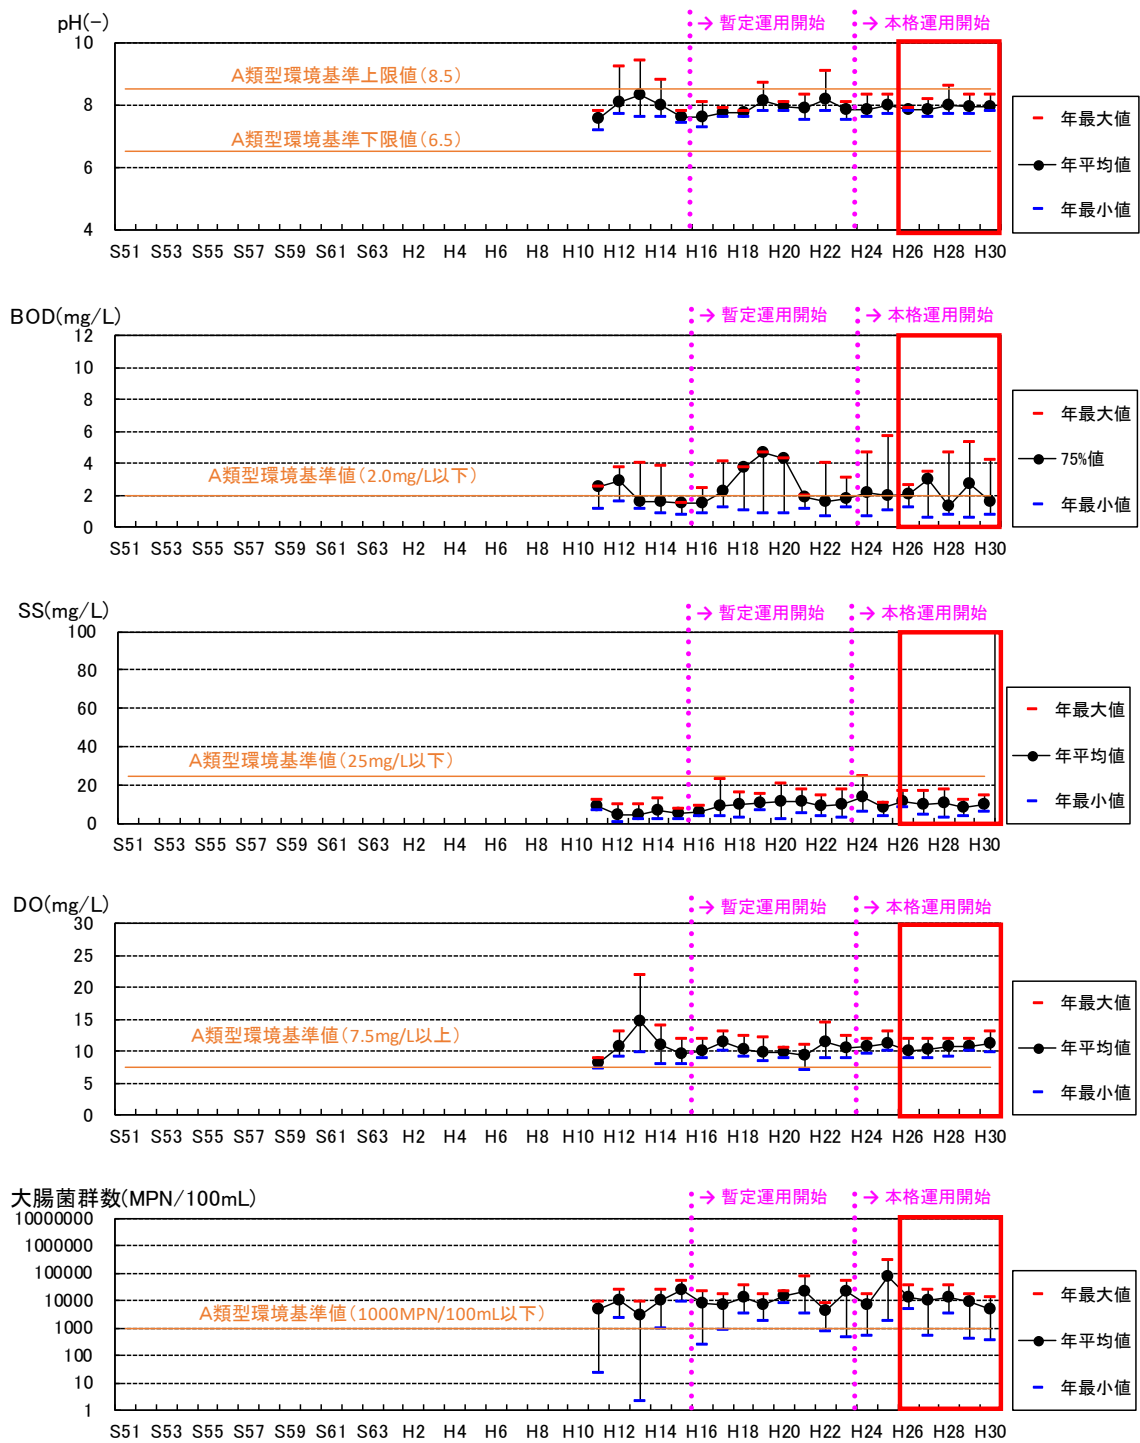 pH(-)
→ 暫定運用開始
→ 本格運用開始
10
8
6
4
A類型環境基準上限値(8.5)
A類型環境基準下限値(6.5)
S51 S53 S55 S57 S59 S61 S63 H2 H4 H6 H8 H10 H12 H14 H16 H18 H20 H22 H24 H26 H28 H30
年最大値
年平均値
年最小値
BOD(mg/L)
→ 暫定運用開始
→ 本格運用開始
12
10
8
6
4
2
0
A類型環境基準値(2.0mg/L以下)
S51 S53 S55 S57 S59 S61 S63 H2 H4 H6 H8 H10 H12 H14 H16 H18 H20 H22 H24 H26 H28 H30
年最大値
75%値
年最小値
SS(mg/L)
→ 暫定運用開始
→ 本格運用開始
100
80
60
40
20
0
A類型環境基準値(25mg/L以下)
S51 S53 S55 S57 S59 S61 S63 H2 H4 H6 H8 H10 H12 H14 H16 H18 H20 H22 H24 H26 H28 H30
年最大値
年平均値
年最小値
DO(mg/L)
→ 暫定運用開始
→ 本格運用開始
30
25
20
15
10
5
0
A類型環境基準値(7.5mg/L以上)
S51 S53 S55 S57 S59 S61 S63 H2 H4 H6 H8 H10 H12 H14 H16 H18 H20 H22 H24 H26 H28 H30
年最大値
年平均値
年最小値
大腸菌群数(MPN/100mL)
→ 暫定運用開始
→ 本格運用開始
10000000
1000000
100000
10000
1000
100
10
1
A類型環境基準値(1000MPN/100mL以下)
S51 S53 S55 S57 S59 S61 S63 H2 H4 H6 H8 H10 H12 H14 H16 H18 H20 H22 H24 H26 H28 H30
年最大値
年平均値
年最小値